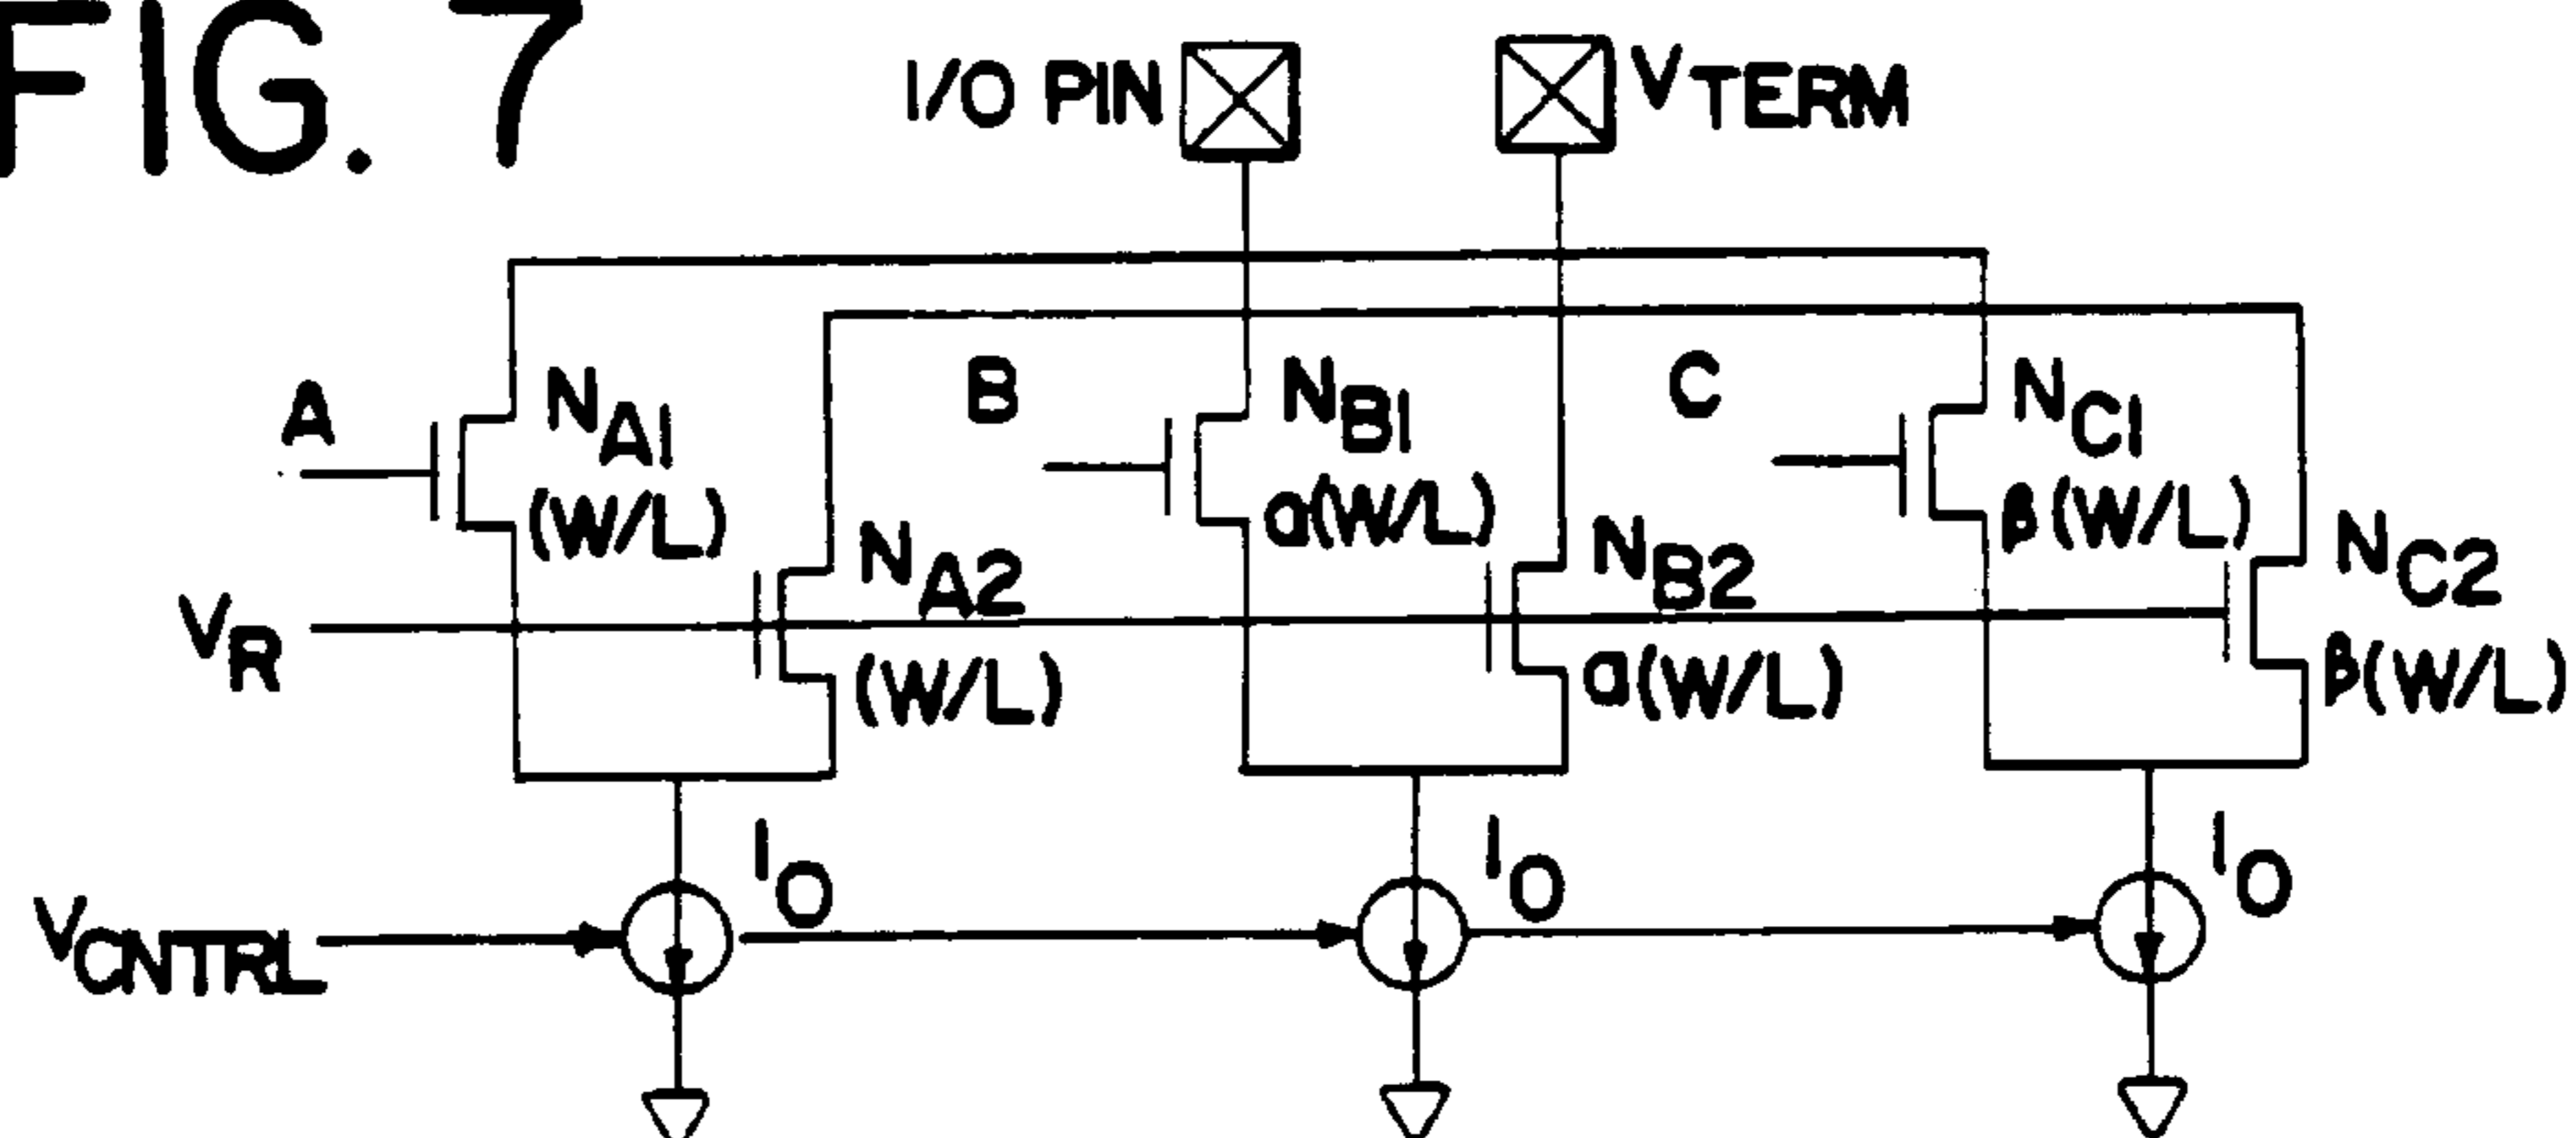 FIG. 7
I/O PIN
VTERM
A
NA1
(W/L)
B
NB1
α(W/L)
C
NC1
β(W/L)
VR
NA2
(W/L)
NB2
α(W/L)
NC2
β(W/L)
IO
IO
IO
VCNTRL